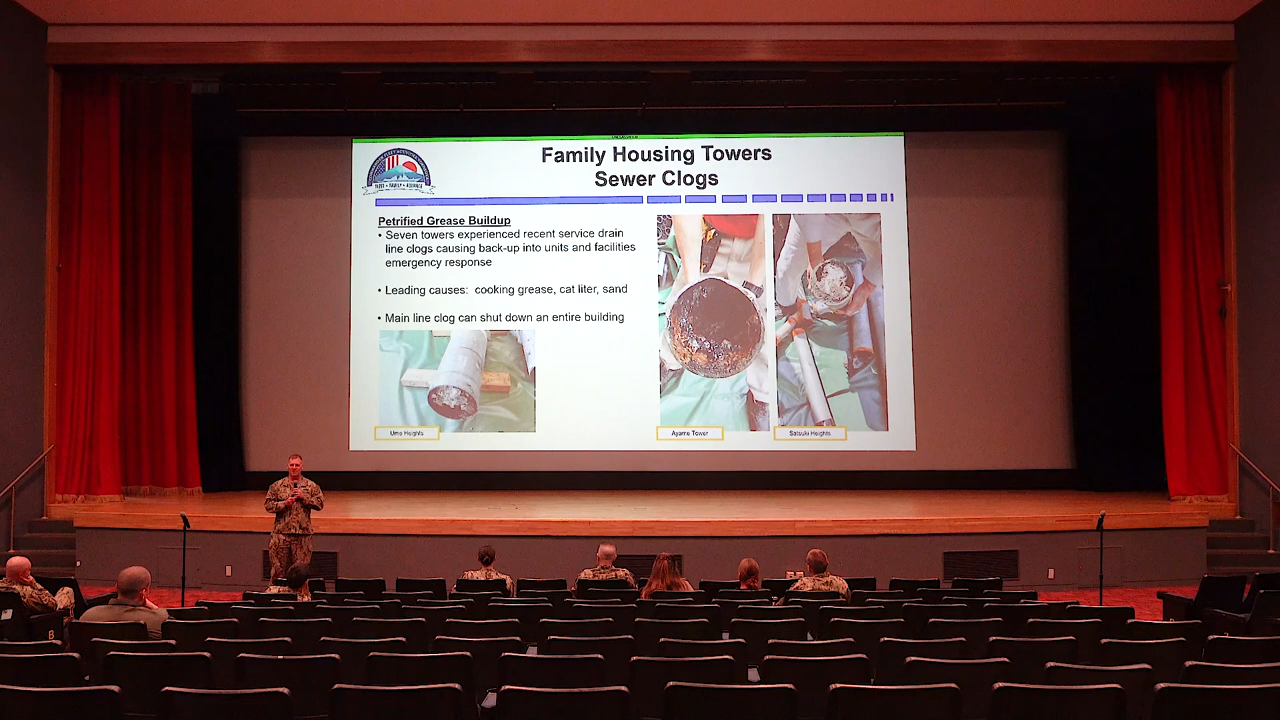 Family Housing Towers
Sewer Clogs
Petrified Grease Buildup
• Seven towers experienced recent service drain
line clogs causing back-up into units and facilities
emergency response
• Leading causes: cooking grease, cat liter, sand
• Main line clog can shut down an entire building
Ume Heights
Ayame Tower
Satsuki Heights
B